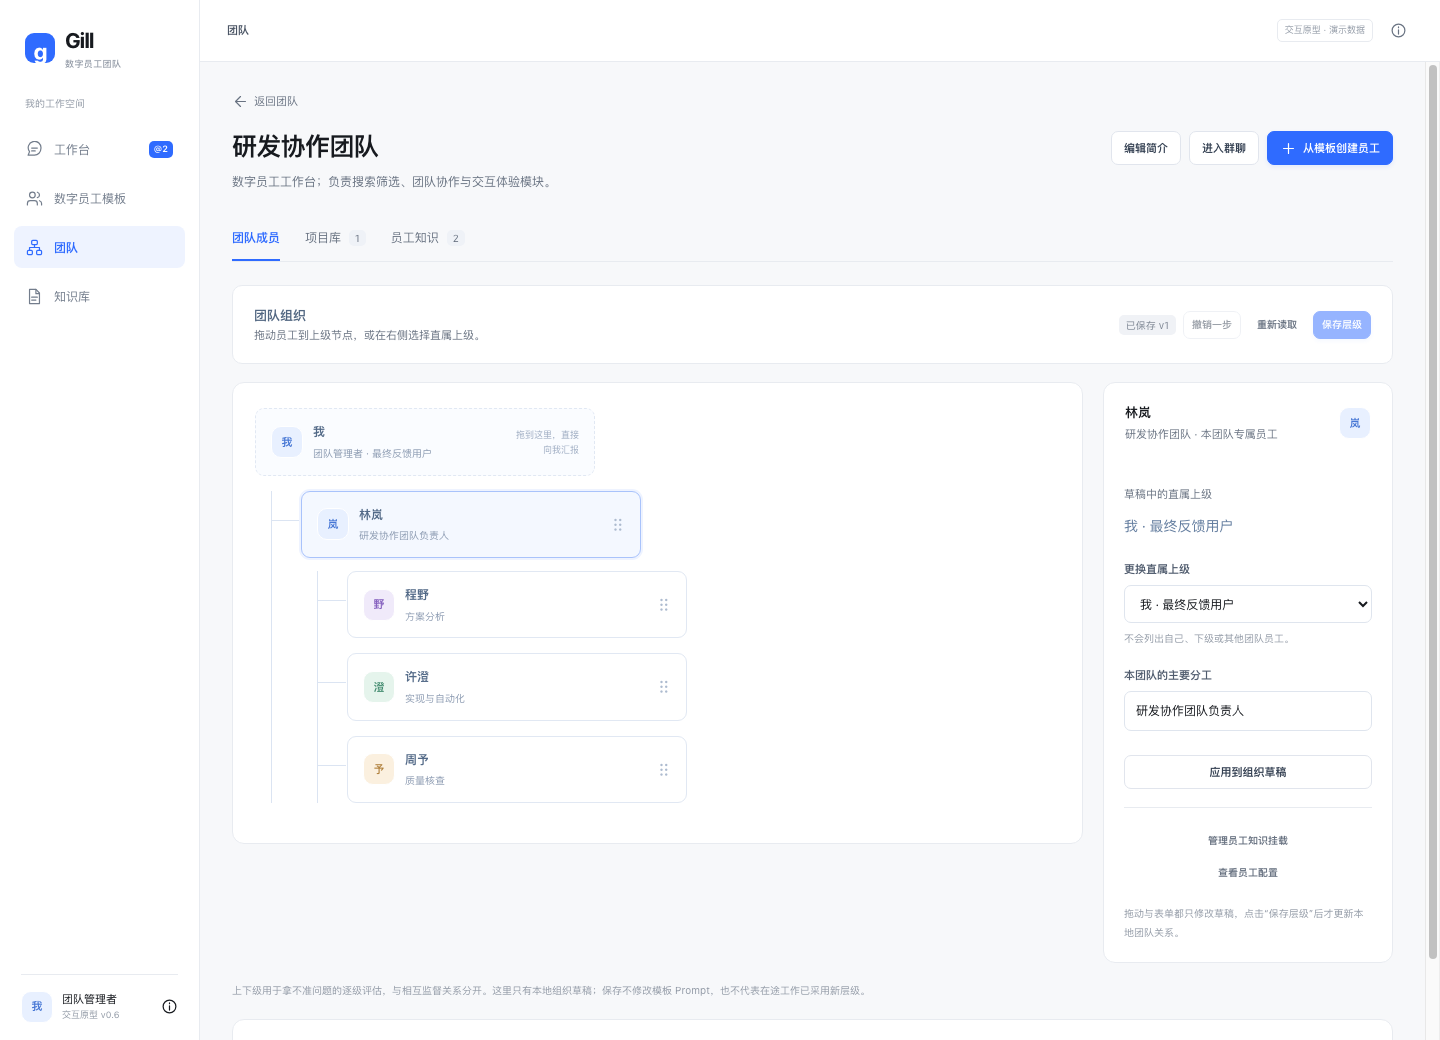 g
Gill
数字员工团队
我的工作空间
工作台
@2
数字员工模板
团队
知识库
我
团队管理者
交互原型 v0.6
团队
交互原型 · 演示数据
返回团队
研发协作团队
数字员工工作台；负责搜索筛选、团队协作与交互体验模块。
编辑简介
进入群聊
从模板创建员工
团队成员
项目库 1
员工知识 2
团队组织
拖动员工到上级节点，或在右侧选择直属上级。
已保存 v1
撤销一步
重新读取
保存层级
我
我
团队管理者 · 最终反馈用户
拖到这里，直接
向我汇报
岚
林岚
研发协作团队负责人
野
程野
方案分析
澄
许澄
实现与自动化
予
周予
质量核查
林岚
研发协作团队 · 本团队专属员工
岚
草稿中的直属上级
我 · 最终反馈用户
更换直属上级
我 · 最终反馈用户
不会列出自己、下级或其他团队员工。
本团队的主要分工
研发协作团队负责人
应用到组织草稿
管理员工知识挂载
查看员工配置
拖动与表单都只修改草稿，点击“保存层级”后才更新本
地团队关系。
上下级用于拿不准问题的逐级评估，与相互监督关系分开。这里只有本地组织草稿；保存不修改模板 Prompt，也不代表在途工作已采用新层级。